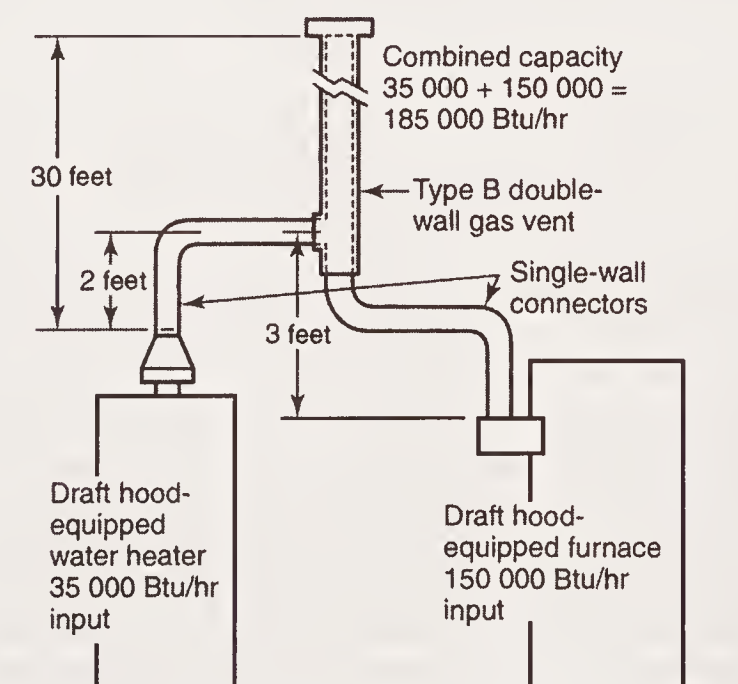 Combined capacity
35 000 + 150 000 =
185 000 Btu/hr
30 feet
Type B double-
wall gas vent
2 feet
Single-wall
connectors
3 feet
Draft hood-
equipped
water heater
35 000 Btu/hr
input
Draft hood-
equipped furnace
150 000 Btu/hr
input